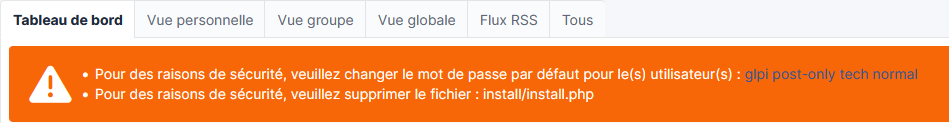 Tableau de bord Vue personnelle Vue groupe Vue globale Flux RSS Tous
• Pour des raisons de sécurité, veuillez changer le mot de passe par défaut pour le(s) utilisateur(s) : glpi post-only tech normal
• Pour des raisons de sécurité, veuillez supprimer le fichier : install/install.php